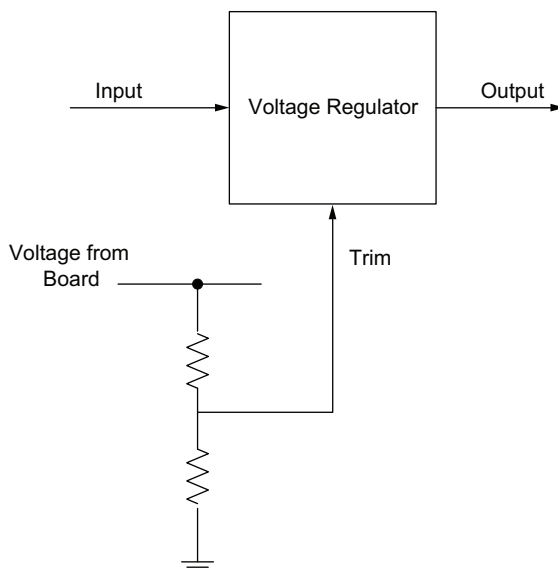 Input
Voltage Regulator
Output
Voltage from
Board
Trim